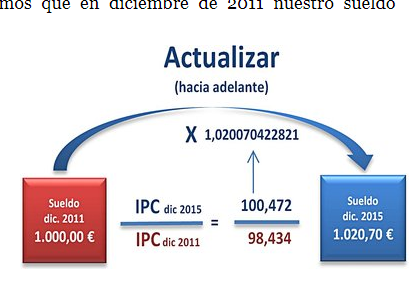 mos que en diciembre de 2011 nuestro sueldo
Actualizar
(hacia adelante)
X 1,020070422821
Sueldo
dic. 2011
1.000,00 €
IPC dic 2015
IPC dic 2011
=
100,472
98,434
Sueldo
dic. 2015
1.020,70 €